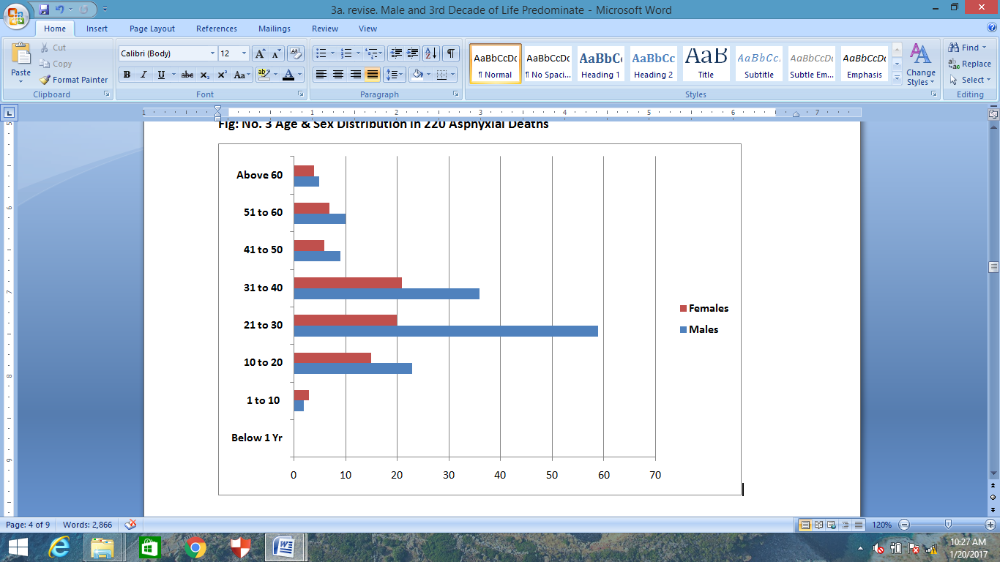 3a. revise. Male and 3rd Decade of Life Predominate - Microsoft Word
Home Insert Page Layout References Mailings Review View
Paste
Cut
Copy
Format Painter
Clipboard
Calibri (Body) 12
Font
Paragraph
AaBbCcDc AaBbCcDc AaBbC AaBbCc AaB AaBbCc. AaBbCcDc AaBbCcDc
¶ Normal ¶ No Spaci... Heading 1 Heading 2 Title Subtitle Subtle Em... Emphasis
Change Styles
Styles
Find
Replace
Select
Editing
Fig: No. 3 Age & Sex Distribution in 220 Asphyxial Deaths
Above 60
51 to 60
41 to 50
31 to 40
21 to 30
10 to 20
1 to 10
Below 1 Yr
0 10 20 30 40 50 60 70
Females
Males
Page: 4 of 9 Words: 2,866 120%
10:27 AM
1/20/2017